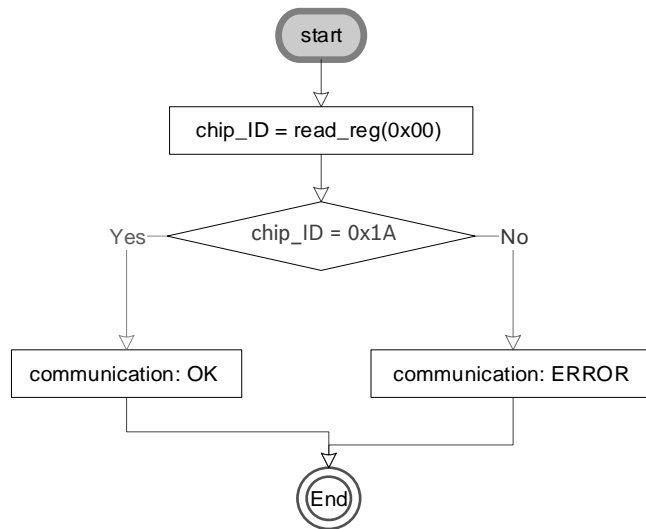 start
chip_ID = read_reg(0x00)
chip_ID = 0x1A
Yes
No
communication: OK
communication: ERROR
End